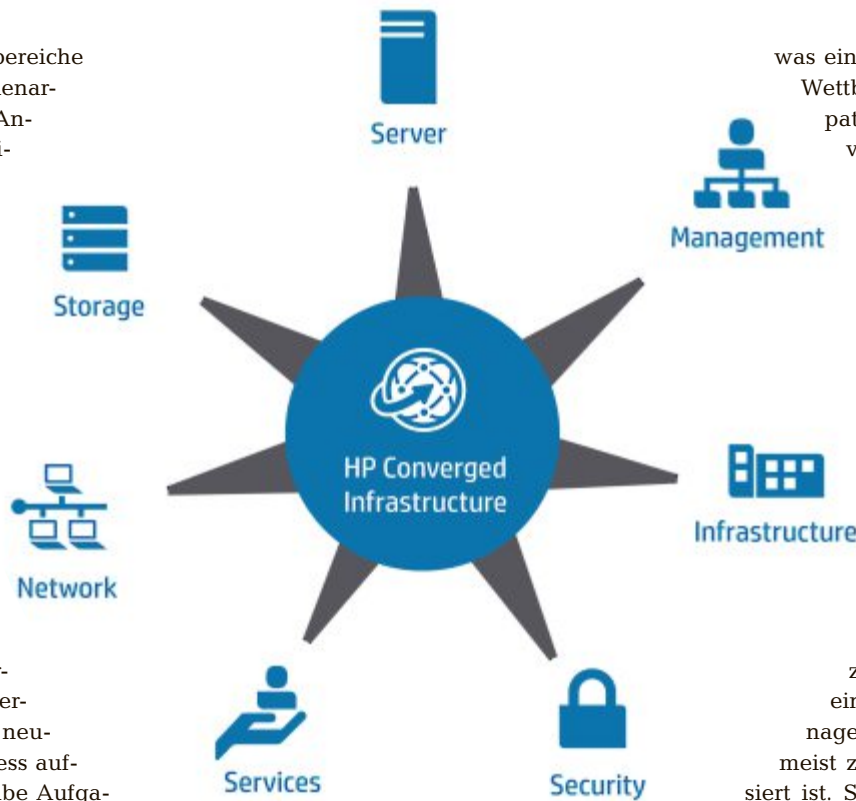 bereiche
An-
was ein
Wettb
pat
Server
Management
Storage
HP Converged
Infrastructure
Infrastructure
Network
er-
neu-
ess auf-
be Aufga-
ein
nage
meist z
siert ist. S
Services
Security